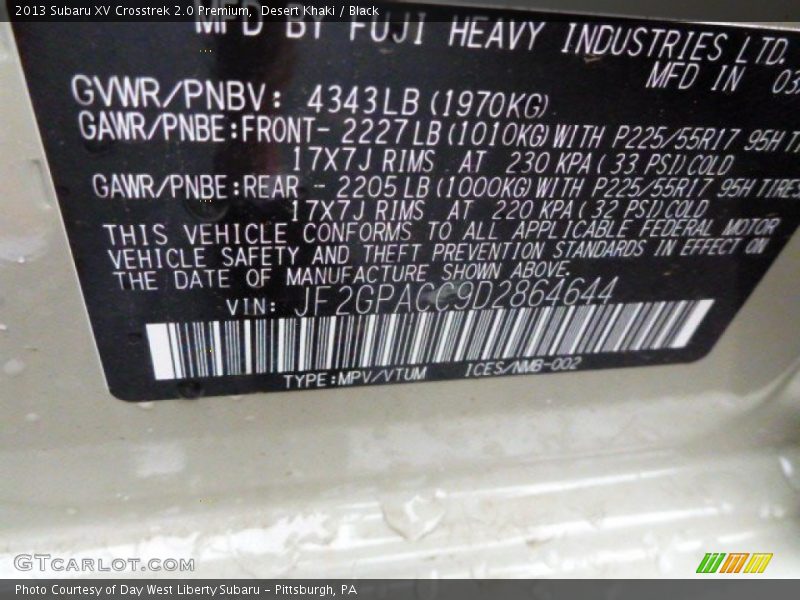 2013 Subaru XV Crosstrek 2.0 Premium, Desert Khaki / Black
MFD BY FUJI HEAVY INDUSTRIES LTD.
MFD IN 03
GVWR/PNBV: 4343LB(1970KG)
GAWR/PNBE:FRONT- 2227LB(1010KG)WITH P225/55R17 95H TI
17X7J RIMS AT 230 KPA(33 PSI)COLD
GAWR/PNBE:REAR - 2205LB(1000KG)WITH P225/55R17 95H TIRES
17X7J RIMS AT 220 KPA(32 PSI)COLD
THIS VEHICLE CONFORMS TO ALL APPLICABLE FEDERAL MOTOR
VEHICLE SAFETY AND THEFT PREVENTION STANDARDS IN EFFECT ON
THE DATE OF MANUFACTURE SHOWN ABOVE.
VIN: JF2GPACC9D2864644
TYPE:MPV/VTUM ICES/NMB-002
GTCARLOT.COM
Photo Courtesy of Day West Liberty Subaru - Pittsburgh, PA